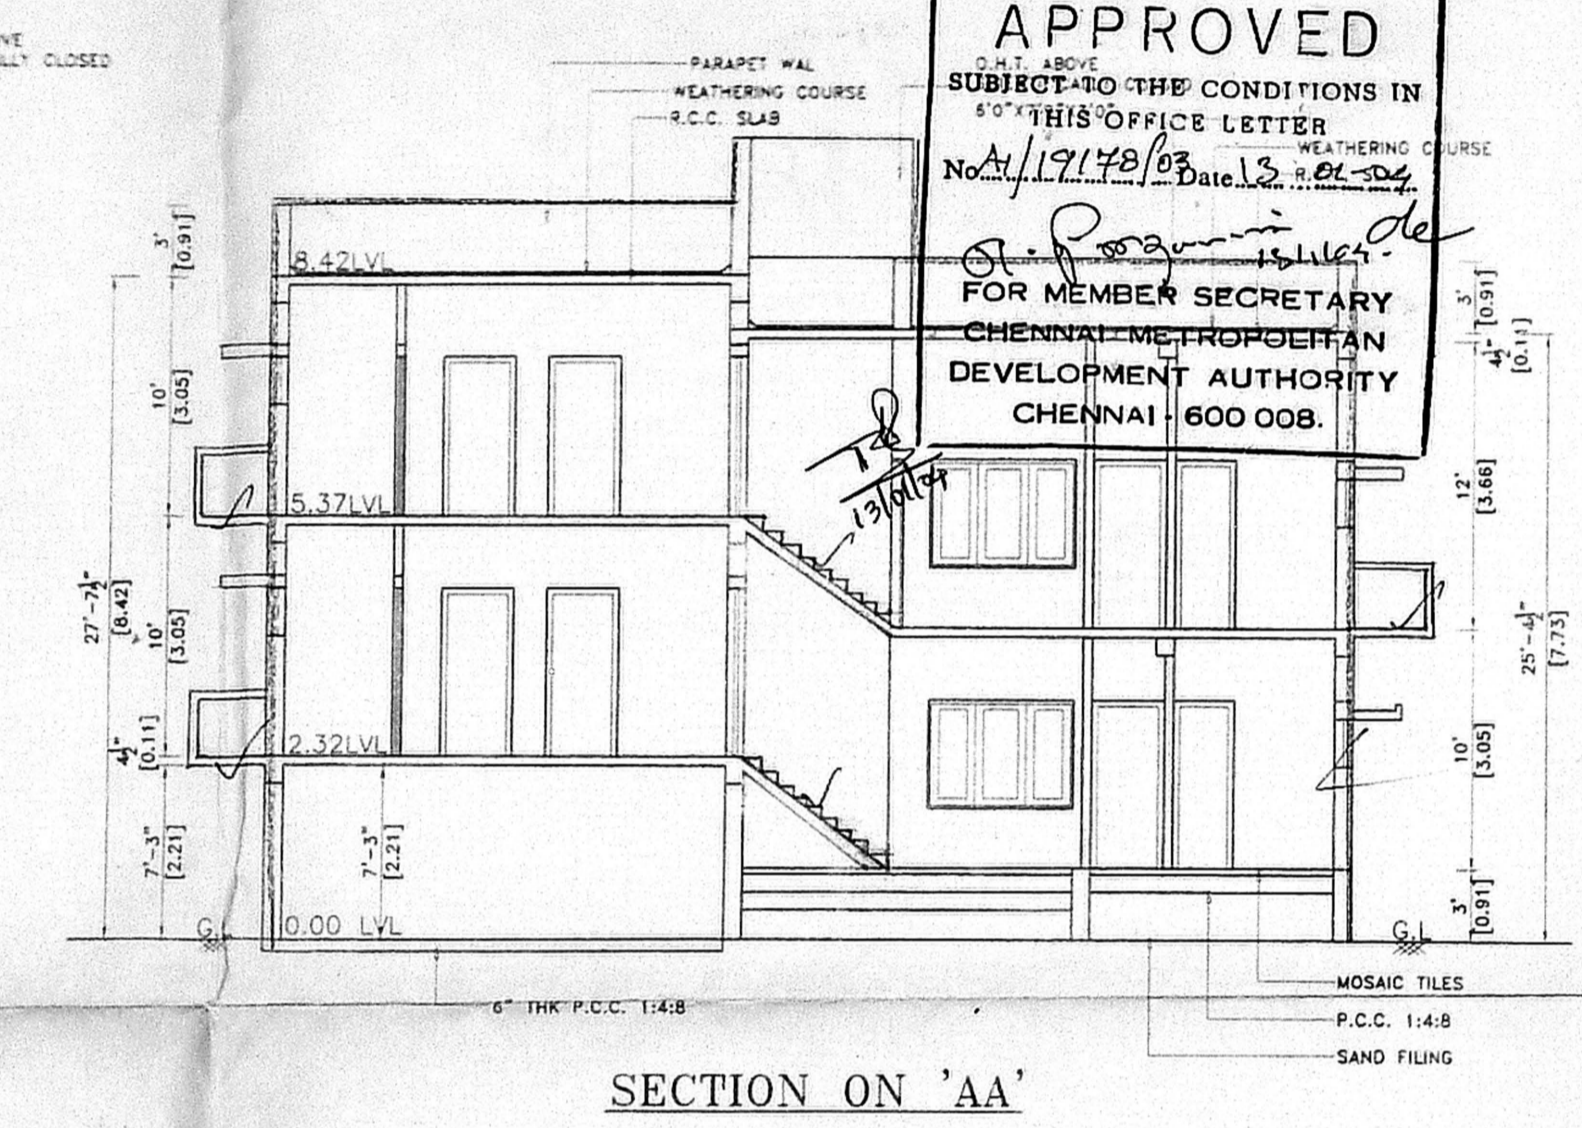 VE
LLY CLOSED
PARAPET WAL
WEATHERING COURSE
R.C.C. SLAB
O.H.T. ABOVE
WEATHERING COURSE
APPROVED
SUBJECT TO THE CONDITIONS IN
THIS OFFICE LETTER
No A1/19178/03 Date 13
FOR MEMBER SECRETARY
CHENNAI METROPOLITAN
DEVELOPMENT AUTHORITY
CHENNAI - 600 008.
13/01/04
3'
[0.91]
10'
[3.05]
27'-7½"
[8.42]
10'
[3.05]
4½"
[0.11]
7'-3"
[2.21]
8.42LVL
5.37LVL
2.32LVL
7'-3"
[2.21]
0.00 LVL
G.L
3'
[0.91]
4½"
[0.11]
12'
[3.66]
25'-4½"
[7.73]
10'
[3.05]
3'
[0.91]
G.L
6" THK P.C.C. 1:4:8
MOSAIC TILES
P.C.C. 1:4:8
SAND FILING
SECTION ON 'AA'